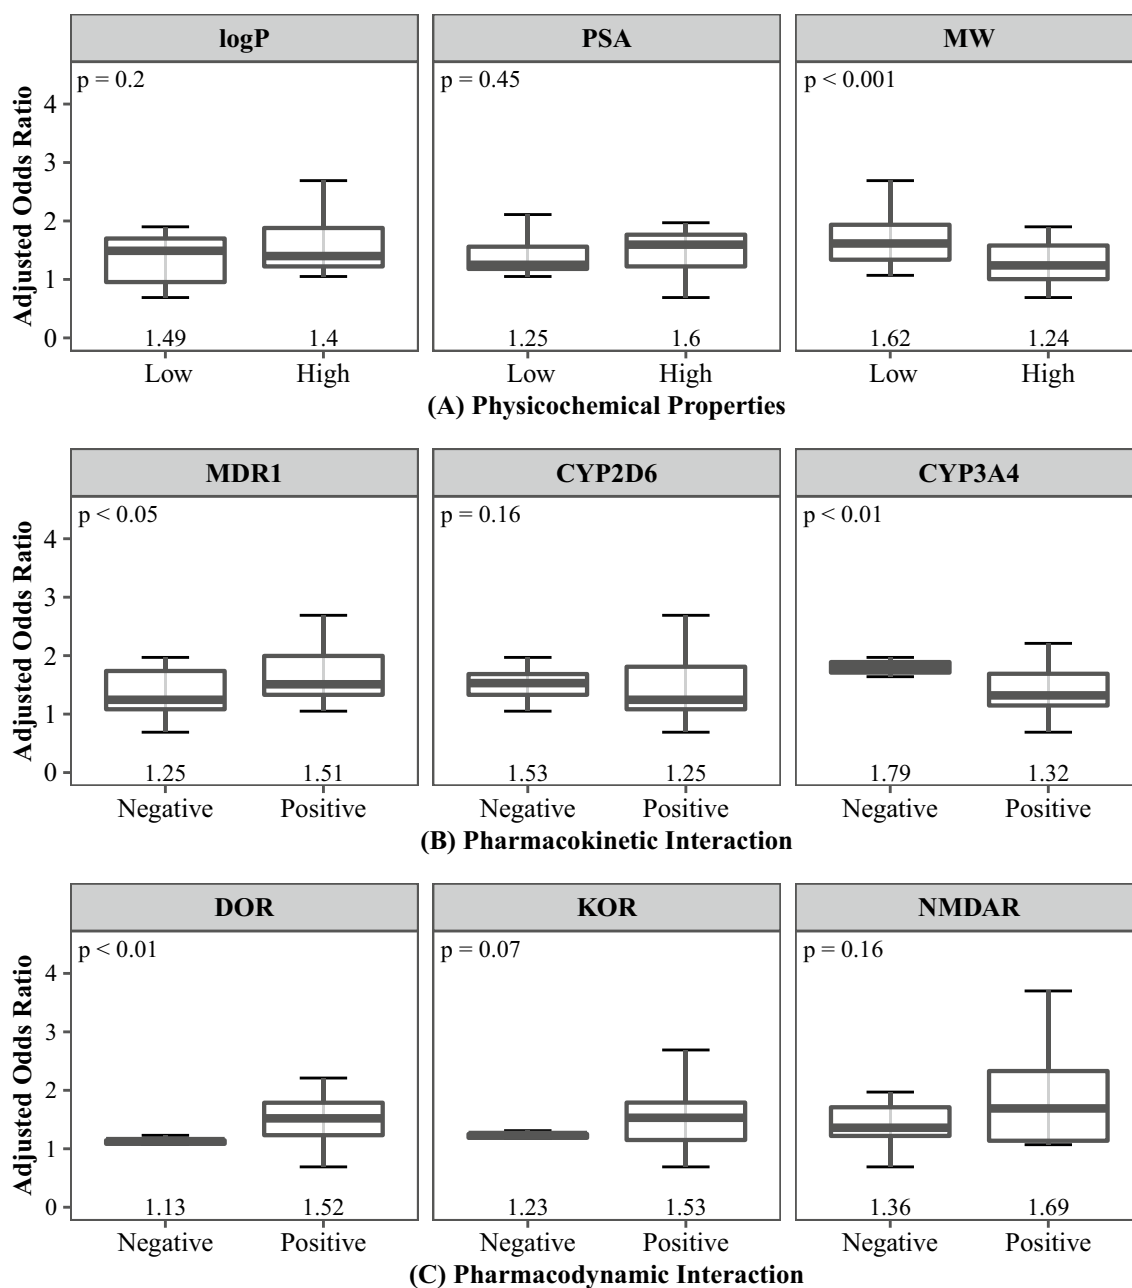 logP PSA MW
p = 0.2 p = 0.45 p < 0.001
Adjusted Odds Ratio
4
3
2
1
0
1.49 1.4 1.25 1.6 1.62 1.24
Low High Low High Low High
(A) Physicochemical Properties
MDR1 CYP2D6 CYP3A4
p < 0.05 p = 0.16 p < 0.01
Adjusted Odds Ratio
4
3
2
1
0
1.25 1.51 1.53 1.25 1.79 1.32
Negative Positive Negative Positive Negative Positive
(B) Pharmacokinetic Interaction
DOR KOR NMDAR
p < 0.01 p = 0.07 p = 0.16
Adjusted Odds Ratio
4
3
2
1
0
1.13 1.52 1.23 1.53 1.36 1.69
Negative Positive Negative Positive Negative Positive
(C) Pharmacodynamic Interaction